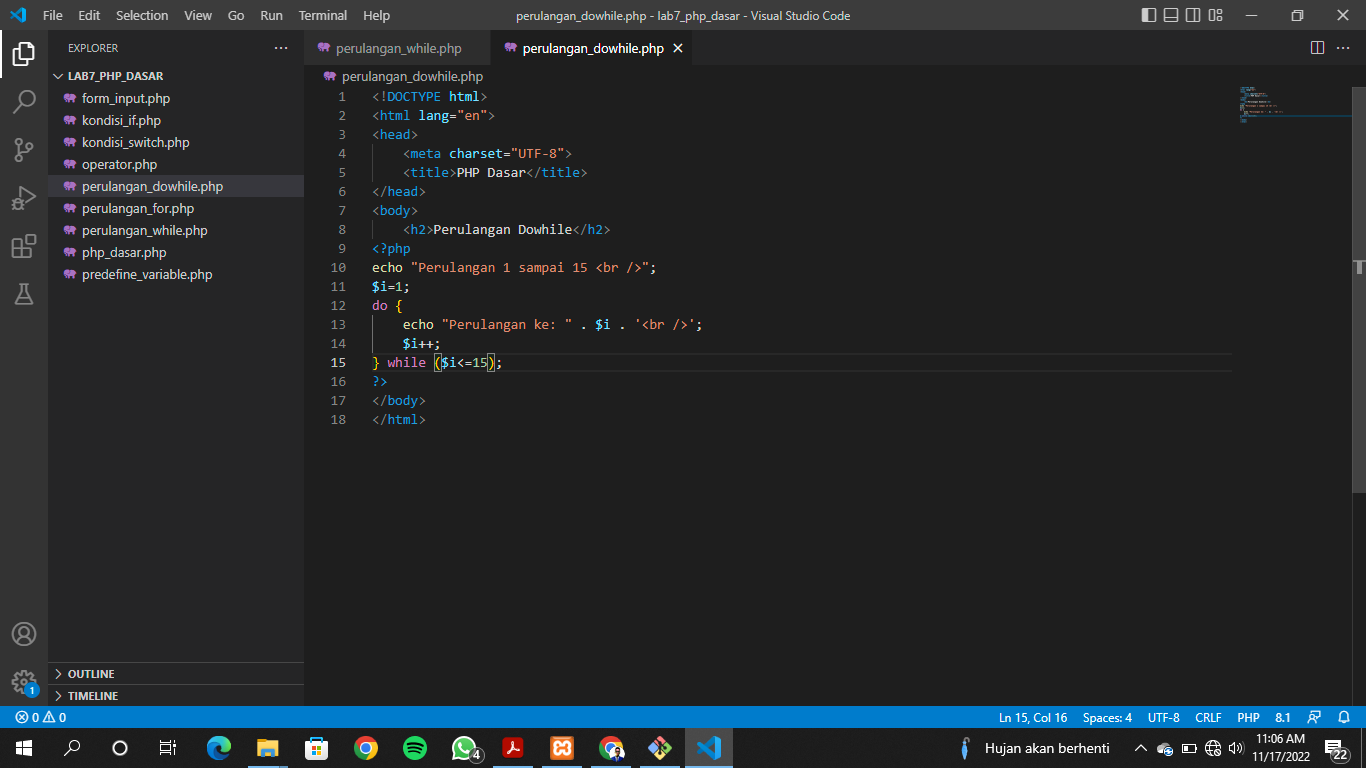 File Edit Selection View Go Run Terminal Help perulangan_dowhile.php - lab7_php_dasar - Visual Studio Code
EXPLORER
LAB7_PHP_DASAR
form_input.php
kondisi_if.php
kondisi_switch.php
operator.php
perulangan_dowhile.php
perulangan_for.php
perulangan_while.php
php_dasar.php
predefine_variable.php
OUTLINE
TIMELINE
perulangan_while.php perulangan_dowhile.php
perulangan_dowhile.php
1 <!DOCTYPE html>
2 <html lang="en">
3 <head>
4     <meta charset="UTF-8">
5     <title>PHP Dasar</title>
6 </head>
7 <body>
8     <h2>Perulangan Dowhile</h2>
9 <?php
10 echo "Perulangan 1 sampai 15 <br />";
11 $i=1;
12 do {
13     echo "Perulangan ke: " . $i . '<br />';
14     $i++;
15 } while ($i<=15);
16 ?>
17 </body>
18 </html>
1
0 0 Ln 15, Col 16 Spaces: 4 UTF-8 CRLF PHP 8.1
4 Hujan akan berhenti 11:06 AM
11/17/2022 22